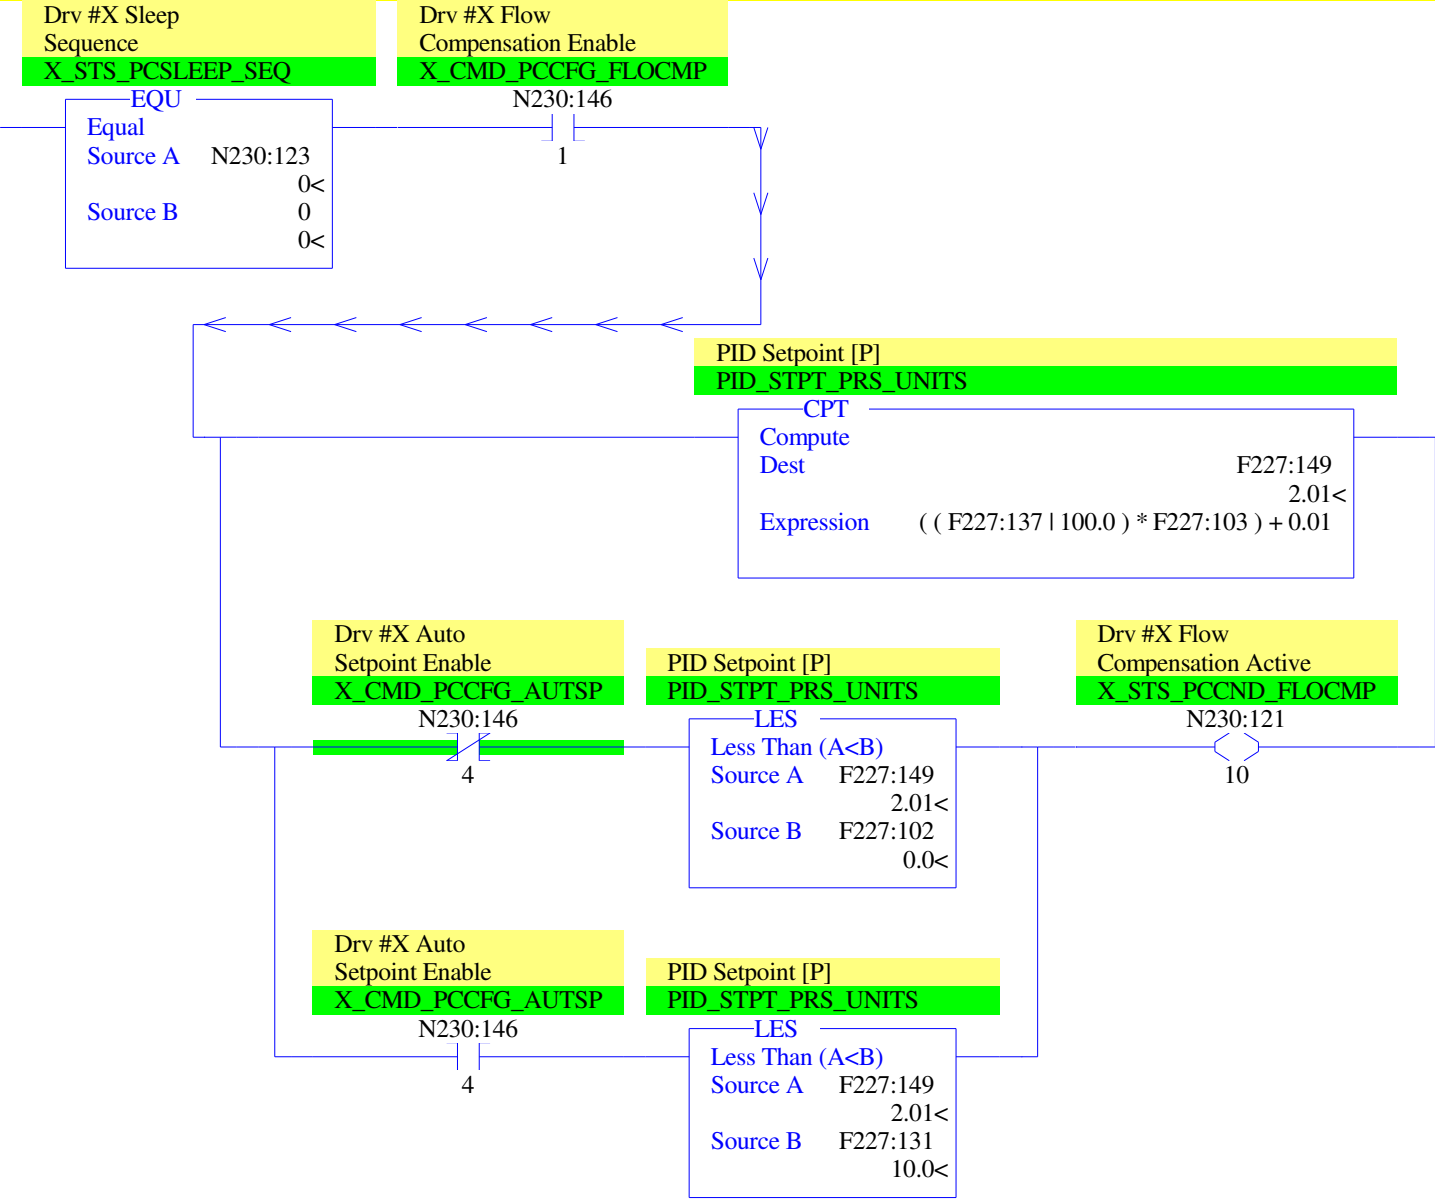 Drv #X Sleep
Sequence
X_STS_PCSLEEP_SEQ
EQU
Equal
Source A N230:123
0<
Source B 0
0<
Drv #X Flow
Compensation Enable
X_CMD_PCCFG_FLOCMP
N230:146
1
PID Setpoint [P]
PID_STPT_PRS_UNITS
CPT
Compute
Dest F227:149
2.01<
Expression ( ( F227:137 | 100.0 ) * F227:103 ) + 0.01
Drv #X Auto
Setpoint Enable
X_CMD_PCCFG_AUTSP
N230:146
4
PID Setpoint [P]
PID_STPT_PRS_UNITS
LES
Less Than (A<B)
Source A F227:149
2.01<
Source B F227:102
0.0<
Drv #X Flow
Compensation Active
X_STS_PCCND_FLOCMP
N230:121
10
Drv #X Auto
Setpoint Enable
X_CMD_PCCFG_AUTSP
N230:146
4
PID Setpoint [P]
PID_STPT_PRS_UNITS
LES
Less Than (A<B)
Source A F227:149
2.01<
Source B F227:131
10.0<